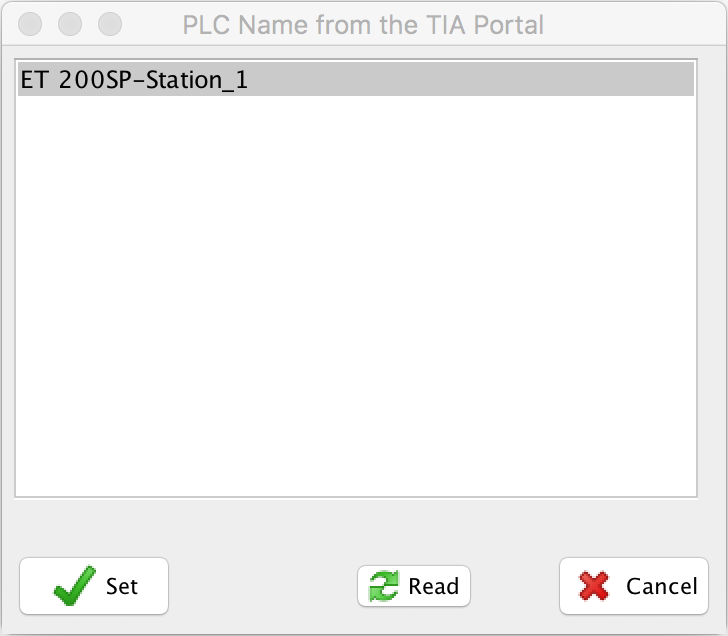 PLC Name from the TIA Portal
ET 200SP-Station_1
Set
Read
Cancel